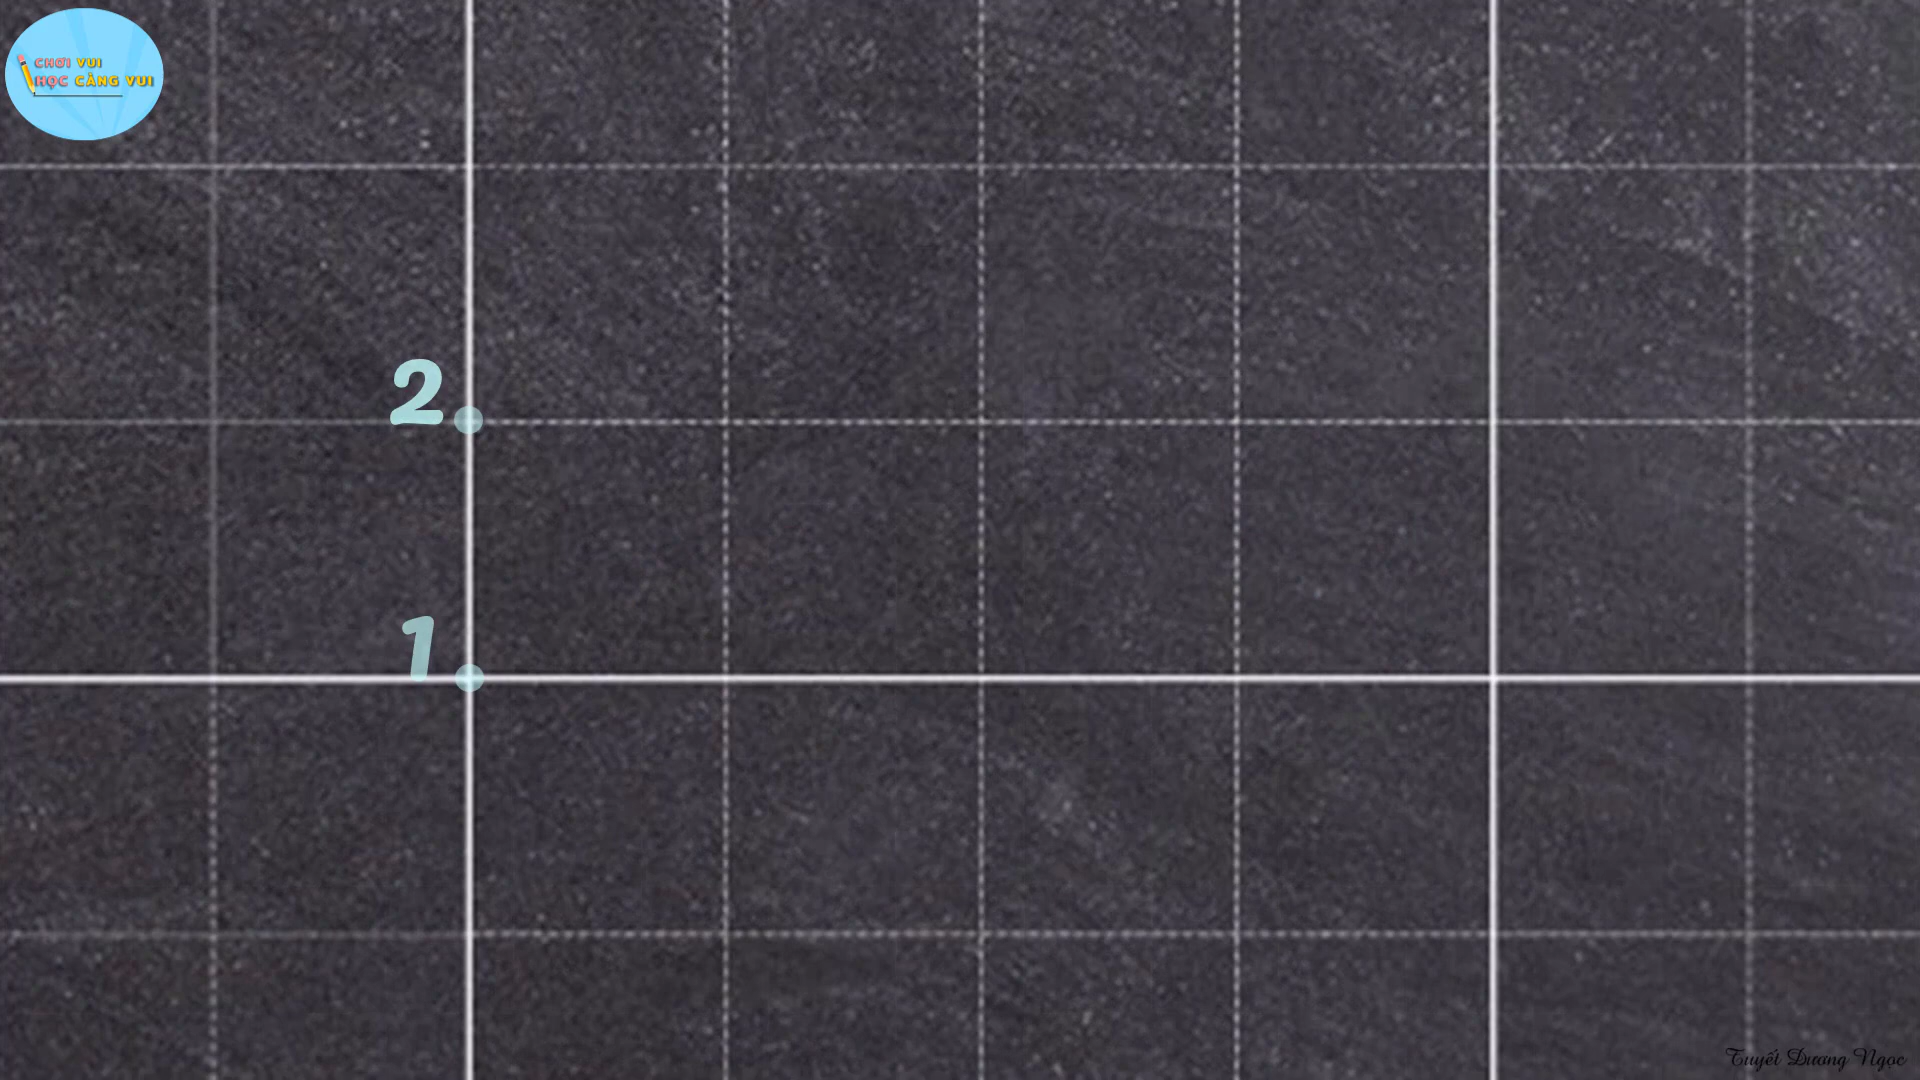 CHƠI VUI
HỌC CÀNG VUI
2
1
Tuyết Dương Ngọc